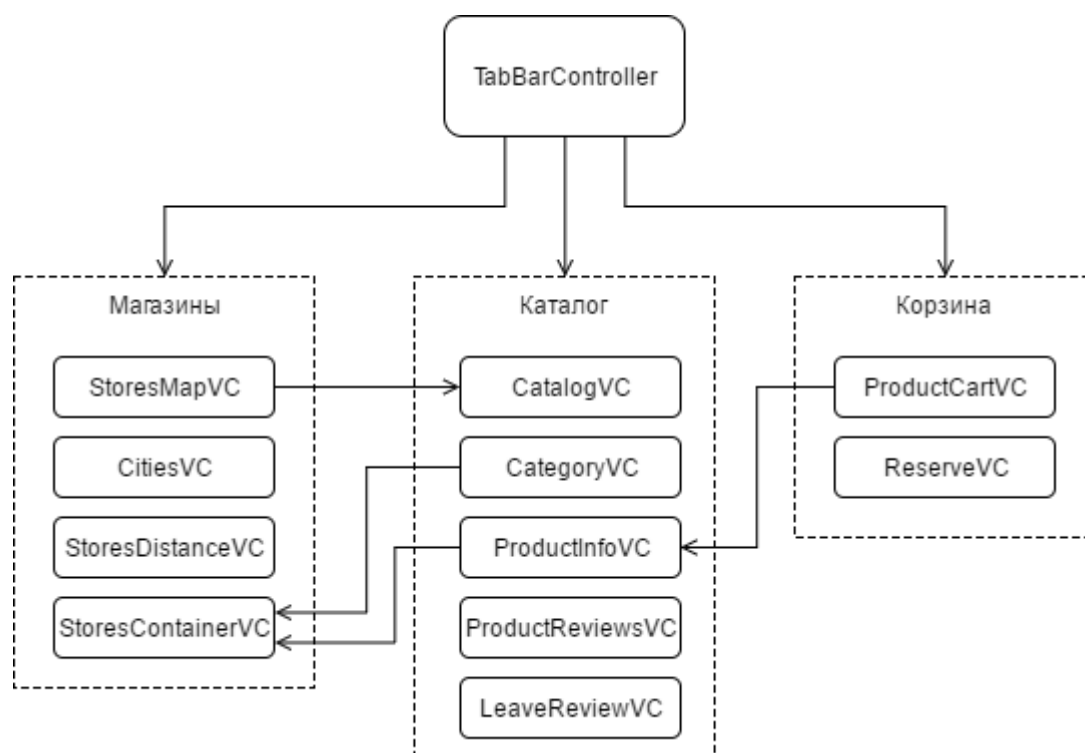 TabBarController
Магазины
StoresMapVC
CitiesVC
StoresDistanceVC
StoresContainerVC
Каталог
CatalogVC
CategoryVC
ProductInfoVC
ProductReviewsVC
LeaveReviewVC
Корзина
ProductCartVC
ReserveVC